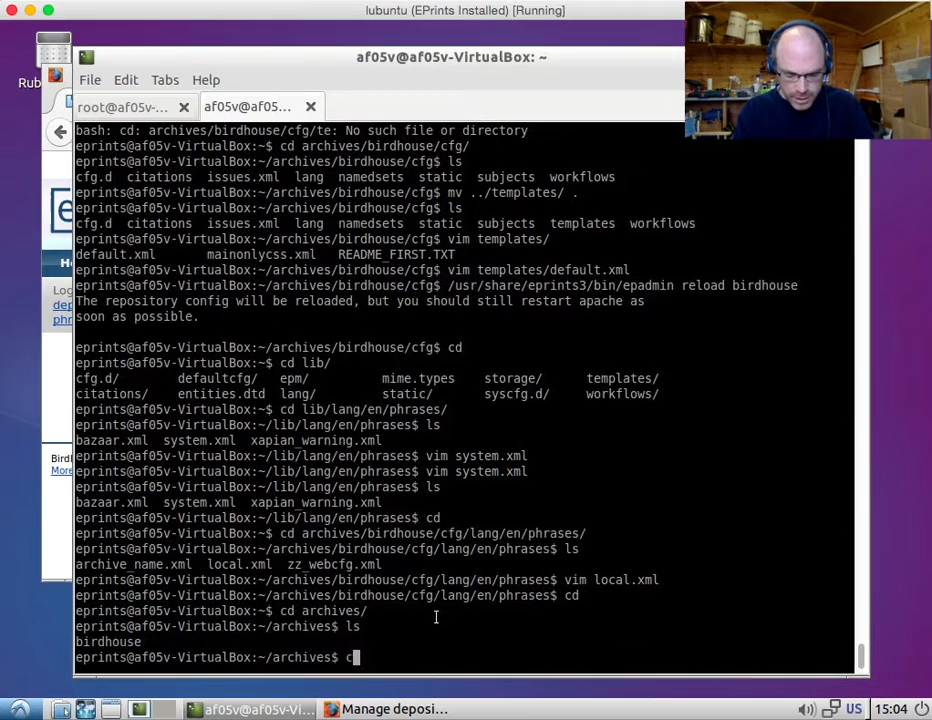 lubuntu (EPrints Installed) [Running]
Rub
af05v@af05v-VirtualBox: ~
File Edit Tabs Help
root@af05v-... af05v@af05...
bash: cd: archives/birdhouse/cfg/te: No such file or directory
eprints@af05v-VirtualBox:~$ cd archives/birdhouse/cfg/
eprints@af05v-VirtualBox:~/archives/birdhouse/cfg$ ls
cfg.d citations issues.xml lang namedsets static subjects workflows
eprints@af05v-VirtualBox:~/archives/birdhouse/cfg$ mv ../templates/ .
eprints@af05v-VirtualBox:~/archives/birdhouse/cfg$ ls
cfg.d citations issues.xml lang namedsets static subjects templates workflows
eprints@af05v-VirtualBox:~/archives/birdhouse/cfg$ vim templates/
default.xml mainonlycss.xml README_FIRST.TXT
eprints@af05v-VirtualBox:~/archives/birdhouse/cfg$ vim templates/default.xml
eprints@af05v-VirtualBox:~/archives/birdhouse/cfg$ /usr/share/eprints3/bin/epadmin reload birdhouse
The repository config will be reloaded, but you should still restart apache as
soon as possible.
eprints@af05v-VirtualBox:~/archives/birdhouse/cfg$ cd
eprints@af05v-VirtualBox:~$ cd lib/
cfg.d/ defaultcfg/ epm/ mime.types storage/ templates/
citations/ entities.dtd lang/ static/ syscfg.d/ workflows/
eprints@af05v-VirtualBox:~$ cd lib/lang/en/phrases/
eprints@af05v-VirtualBox:~/lib/lang/en/phrases$ ls
bazaar.xml system.xml xapian_warning.xml
eprints@af05v-VirtualBox:~/lib/lang/en/phrases$ vim system.xml
eprints@af05v-VirtualBox:~/lib/lang/en/phrases$ vim system.xml
eprints@af05v-VirtualBox:~/lib/lang/en/phrases$ ls
bazaar.xml system.xml xapian_warning.xml
eprints@af05v-VirtualBox:~/lib/lang/en/phrases$ cd
eprints@af05v-VirtualBox:~$ cd archives/birdhouse/cfg/lang/en/phrases/
eprints@af05v-VirtualBox:~/archives/birdhouse/cfg/lang/en/phrases$ ls
archive_name.xml local.xml zz_webcfg.xml
eprints@af05v-VirtualBox:~/archives/birdhouse/cfg/lang/en/phrases$ vim local.xml
eprints@af05v-VirtualBox:~/archives/birdhouse/cfg/lang/en/phrases$ cd
eprints@af05v-VirtualBox:~$ cd archives/
eprints@af05v-VirtualBox:~/archives$ ls
birdhouse
eprints@af05v-VirtualBox:~/archives$ c
Log
dep
phr
Birdl
More
af05v@af05v-Vi... Manage deposi... US 15:04